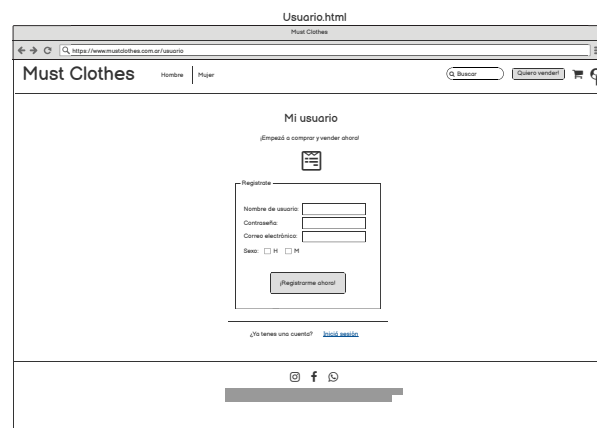 Usuario.html
Must Clothes
https://www.mustclothes.com.ar/usuario
Must Clothes Hombre Mujer Buscar Quiero vender!
Mi usuario
¡Empezá a comprar y vender ahora!
Registrate
Nombre de usuario:
Contraseña:
Correo electrónico:
Sexo: H M
¡Registrarme ahora!
¿Ya tenes una cuenta? Iniciá sesión